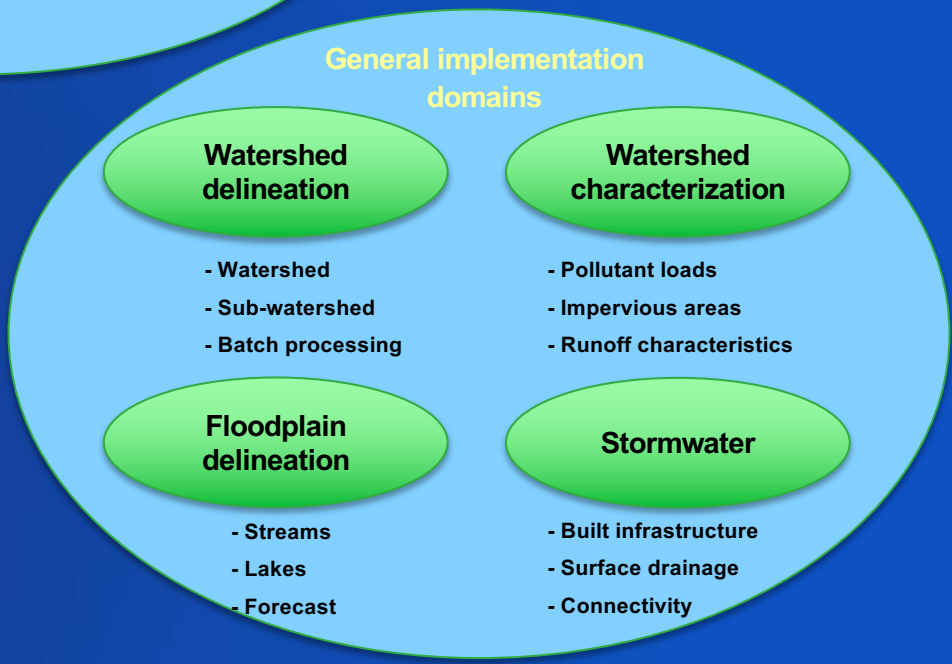 General implementation
domains
Watershed
delineation
- Watershed
- Sub-watershed
- Batch processing
Watershed
characterization
- Pollutant loads
- Impervious areas
- Runoff characteristics
Floodplain
delineation
- Streams
- Lakes
- Forecast
Stormwater
- Built infrastructure
- Surface drainage
- Connectivity